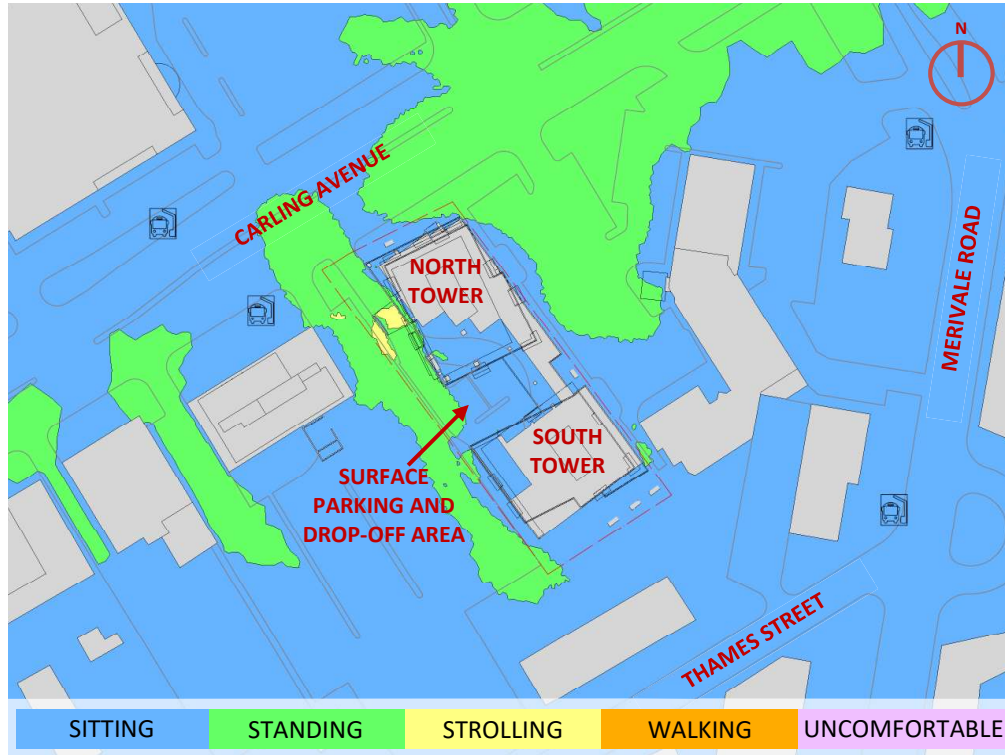 N
CARLING AVENUE
NORTH
TOWER
MERIVALE ROAD
SOUTH
TOWER
SURFACE
PARKING AND
DROP-OFF AREA
THAMES STREET
SITTING
STANDING
STROLLING
WALKING
UNCOMFORTABLE